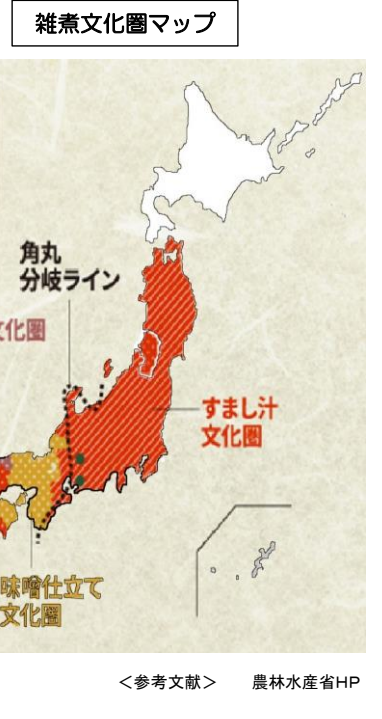 雑煮文化圏マップ
角丸
分岐ライン
文化圏
すまし汁
文化圏
味噌仕立て
文化圏
＜参考文献＞　　農林水産省HP